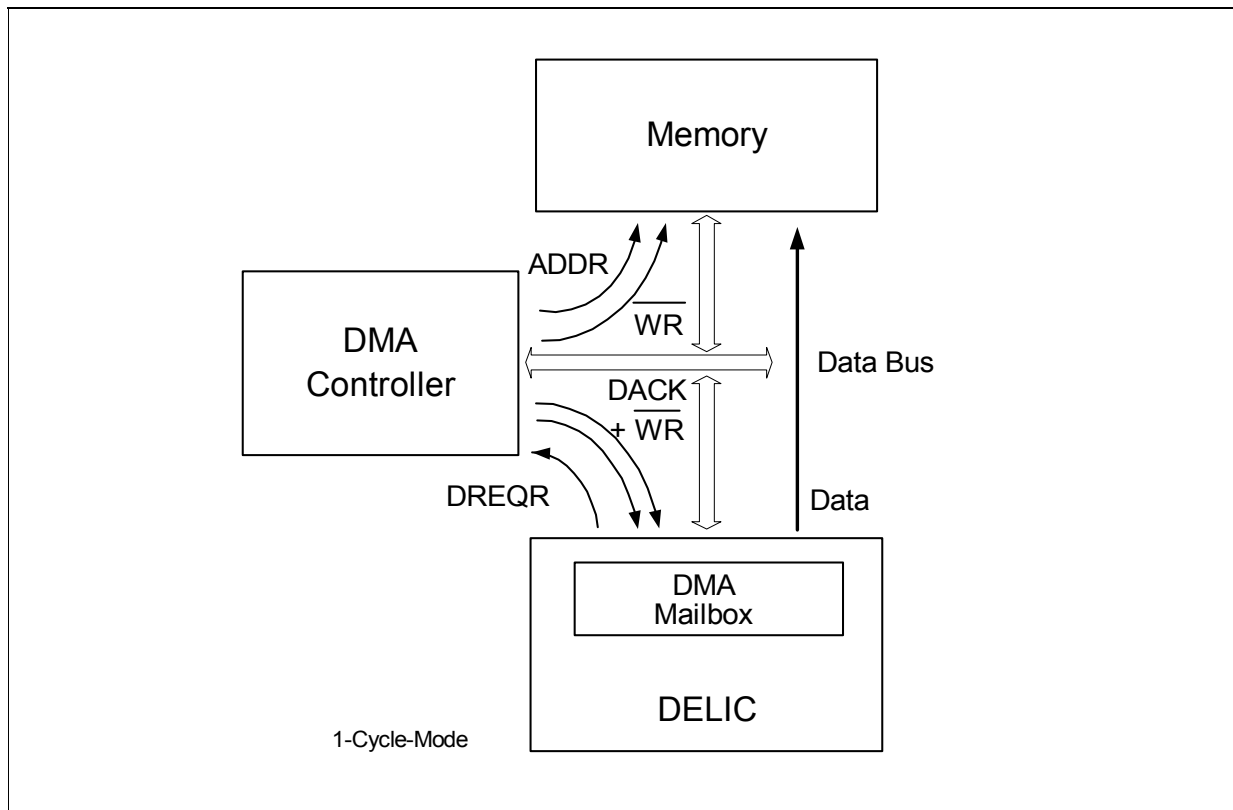 Memory
ADDR
WR
DMA
Controller
Data Bus
DACK
+ WR
DREQR
Data
DMA
Mailbox
DELIC
1-Cycle-Mode